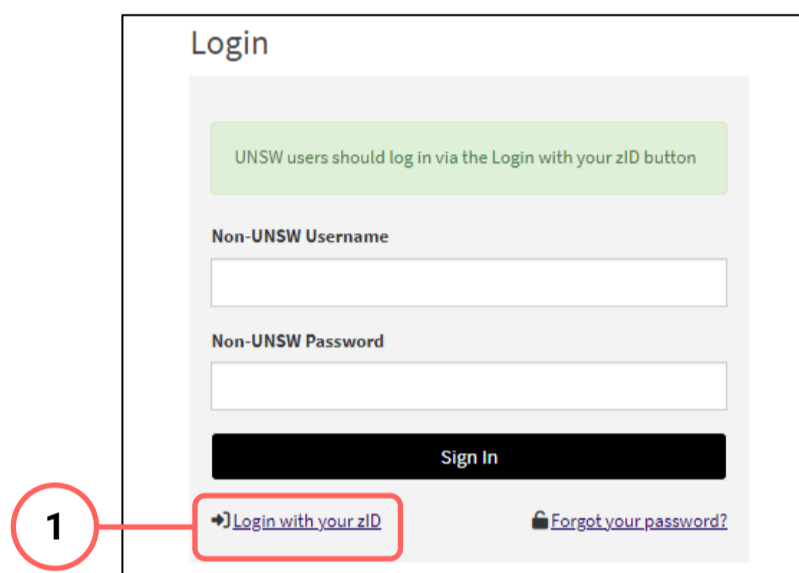 Login
UNSW users should log in via the Login with your zID button
Non-UNSW Username
Non-UNSW Password
Sign In
1
Login with your zID
Forgot your password?